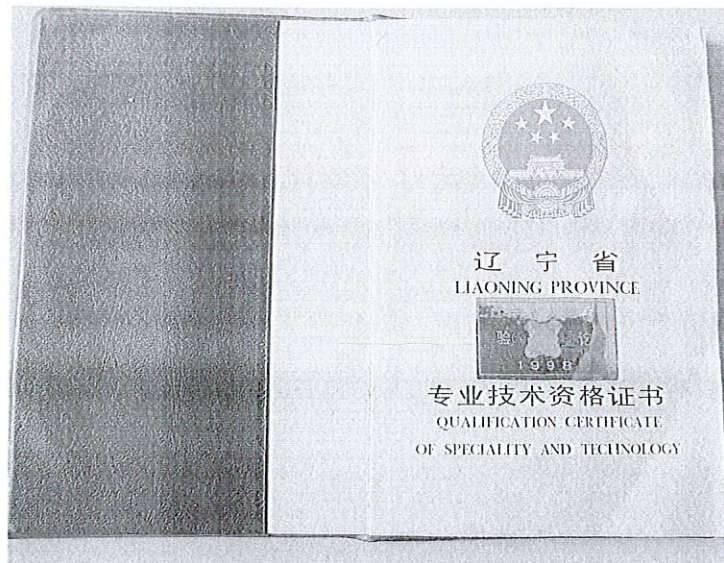 辽宁省
LIAONING PROVINCE
验
1998
专业技术资格证书
QUALIFICATION CERTIFICATE
OF SPECIALITY AND TECHNOLOGY